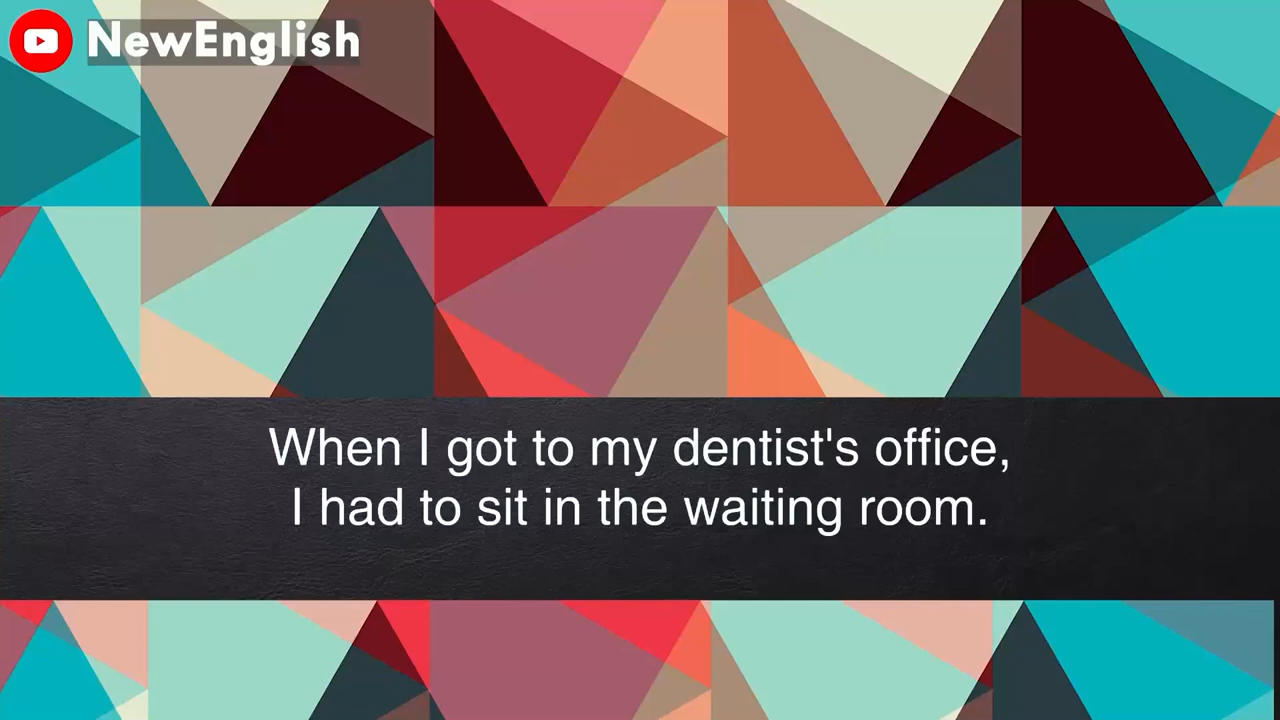 NewEnglish
When I got to my dentist's office,
I had to sit in the waiting room.